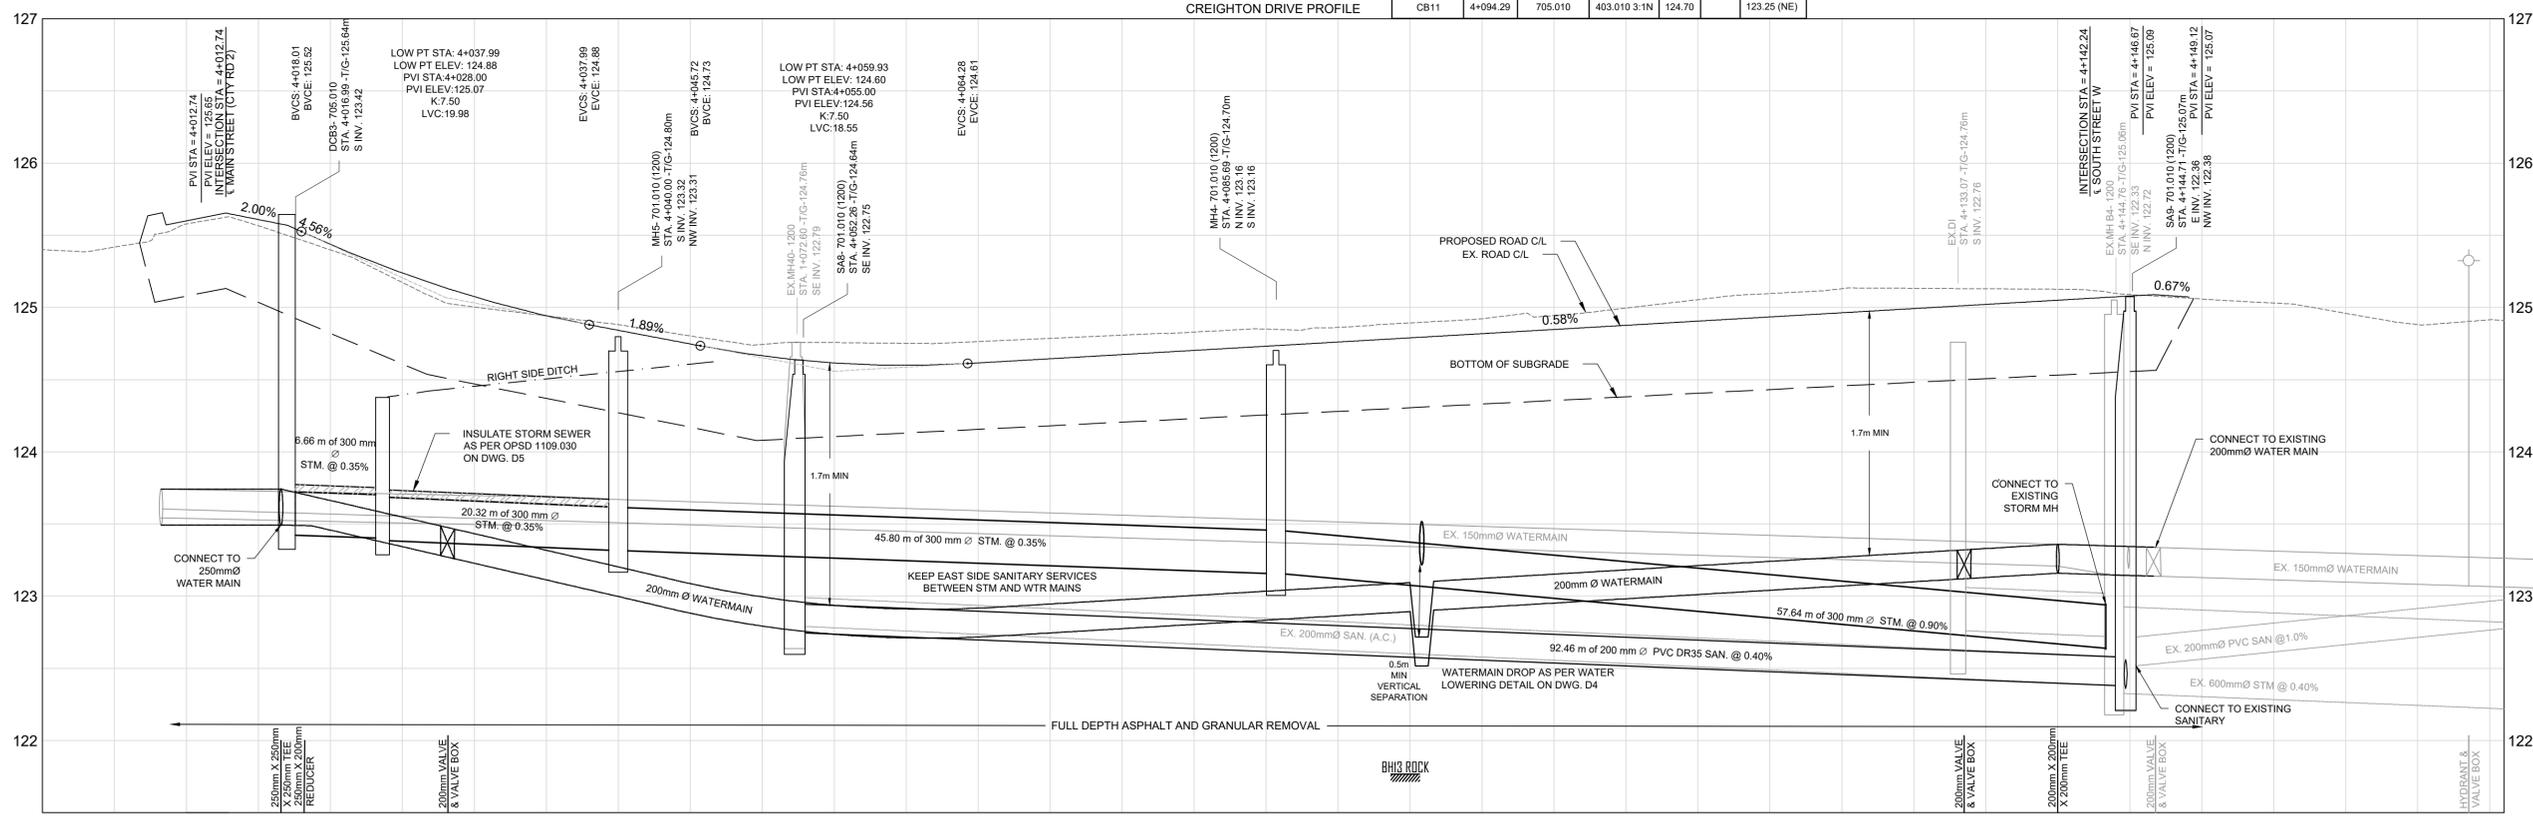 CREIGHTON DRIVE PROFILE
CB11 4+094.29 705.010 403.010 3:1N 124.70 123.25 (NE)
127
127
126
126
125
125
124
124
123
123
122
122
PVI STA = 4+012.74
PVI ELEV = 125.65
INTERSECTION STA = 4+012.74
℄ MAIN STREET (CTY RD 2)
BVCS: 4+018.01
BVCE: 125.52
DCB3- 705.010
STA. 4+016.99 -T/G-125.64m
S INV. 123.42
LOW PT STA: 4+037.99
LOW PT ELEV: 124.88
PVI STA:4+028.00
PVI ELEV:125.07
K:7.50
LVC:19.98
EVCS: 4+037.99
EVCE: 124.88
MH5- 701.010 (1200)
STA. 4+040.00 -T/G-124.80m
S INV. 123.32
NW INV. 123.31
BVCS: 4+045.72
BVCE: 124.73
LOW PT STA: 4+059.93
LOW PT ELEV: 124.60
PVI STA:4+055.00
PVI ELEV:124.56
K:7.50
LVC:18.55
EX.MH40- 1200
STA. 1+072.60 -T/G-124.76m
SE INV. 122.79
SA8- 701.010 (1200)
STA. 4+052.26 -T/G-124.64m
SE INV. 122.75
EVCS: 4+064.28
EVCE: 124.61
MH4- 701.010 (1200)
STA. 4+085.69 -T/G-124.70m
N INV. 123.16
S INV. 123.16
EX.DI
STA. 4+133.07 -T/G-124.76m
S INV. 122.76
INTERSECTION STA = 4+142.24
℄ SOUTH STREET W
EX.MH B4- 1200
STA. 4+144.76 -T/G-125.06m
SE INV. 122.33
N INV. 122.72
PVI STA = 4+146.67
PVI ELEV = 125.09
SA9- 701.010 (1200)
STA. 4+144.71 -T/G-125.07m
E INV. 122.36
NW INV. 122.38
PVI STA = 4+149.12
PVI ELEV = 125.07
2.00%
4.56%
1.89%
0.58%
0.67%
PROPOSED ROAD C/L
EX. ROAD C/L
BOTTOM OF SUBGRADE
RIGHT SIDE DITCH
6.66 m of 300 mm
Ø
STM. @ 0.35%
INSULATE STORM SEWER
AS PER OPSD 1109.030
ON DWG. D5
1.7m MIN
1.7m MIN
CONNECT TO EXISTING
200mmØ WATER MAIN
CONNECT TO
EXISTING
STORM MH
20.32 m of 300 mm Ø
STM. @ 0.35%
45.80 m of 300 mm Ø STM. @ 0.35%
EX. 150mmØ WATERMAIN
EX. 150mmØ WATERMAIN
CONNECT TO
250mmØ
WATER MAIN
KEEP EAST SIDE SANITARY SERVICES
BETWEEN STM AND WTR MAINS
200mm Ø WATERMAIN
200mm Ø WATERMAIN
57.64 m of 300 mm Ø STM. @ 0.90%
EX. 200mmØ SAN. (A.C.)
92.46 m of 200 mm Ø PVC DR35 SAN. @ 0.40%
EX. 200mmØ PVC SAN @1.0%
0.5m
MIN
VERTICAL
SEPARATION
WATERMAIN DROP AS PER WATER
LOWERING DETAIL ON DWG. D4
EX. 600mmØ STM @ 0.40%
CONNECT TO EXISTING
SANITARY
FULL DEPTH ASPHALT AND GRANULAR REMOVAL
BH13 ROCK
250mm X 250mm
X 250mm TEE
250mm X 200mm
REDUCER
200mm VALVE
& VALVE BOX
200mm VALVE
& VALVE BOX
200mm X 200mm
X 200mm TEE
200mm VALVE
& VALVE BOX
HYDRANT &
VALVE BOX